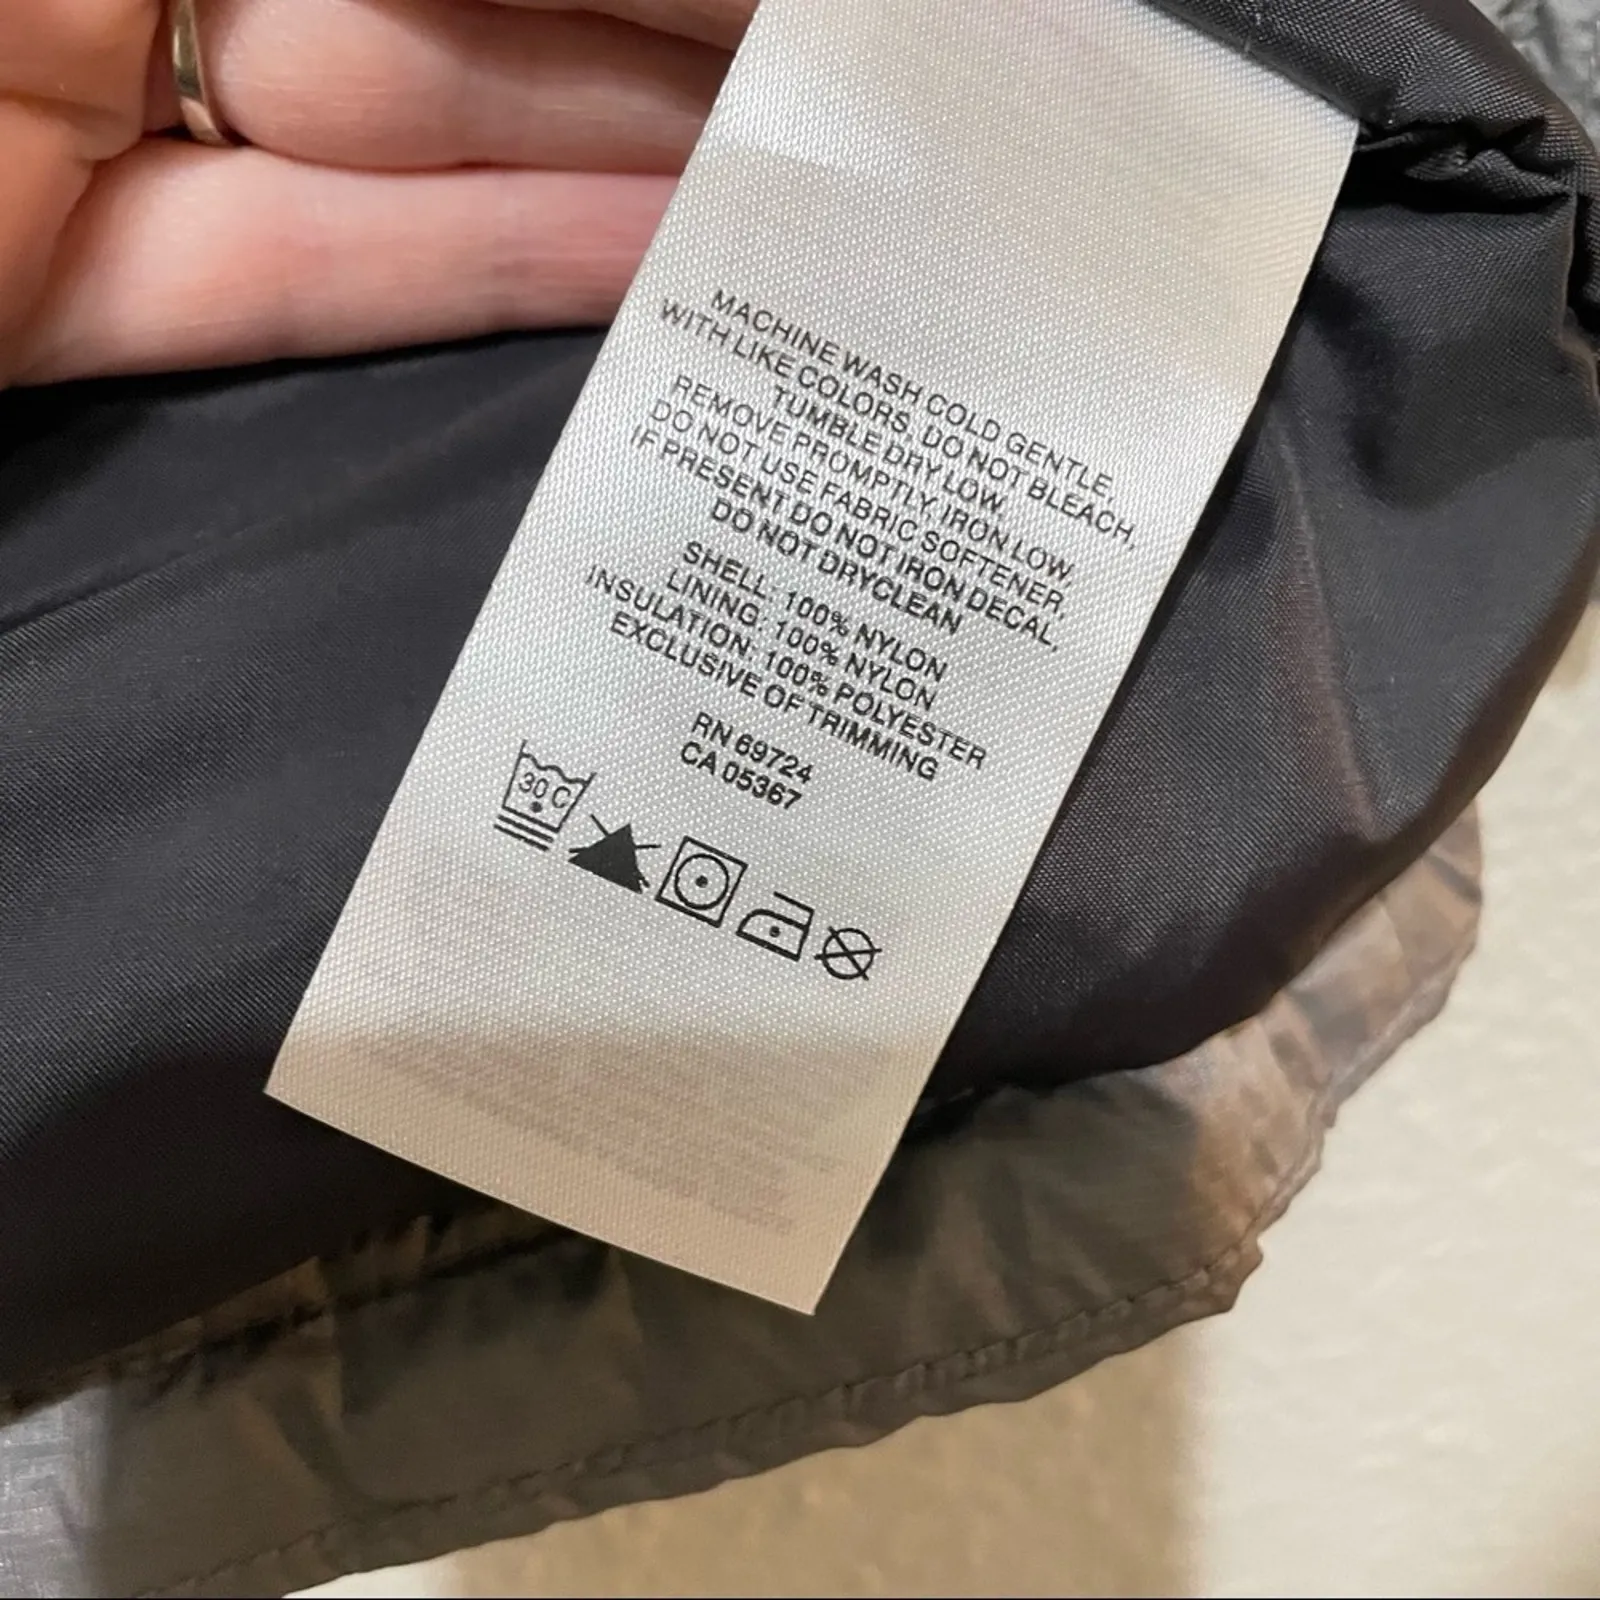 MACHINE WASH COLD GENTLE,
WITH LIKE COLORS, DO NOT BLEACH,
TUMBLE DRY LOW
REMOVE PROMPTLY, IRON LOW,
DO NOT USE FABRIC SOFTENER,
IF PRESENT DO NOT IRON DECAL,
DO NOT DRYCLEAN
SHELL: 100% NYLON
LINING: 100% NYLON
INSULATION: 100% POLYESTER
EXCLUSIVE OF TRIMMING
RN 69724
CA 05367
30 C